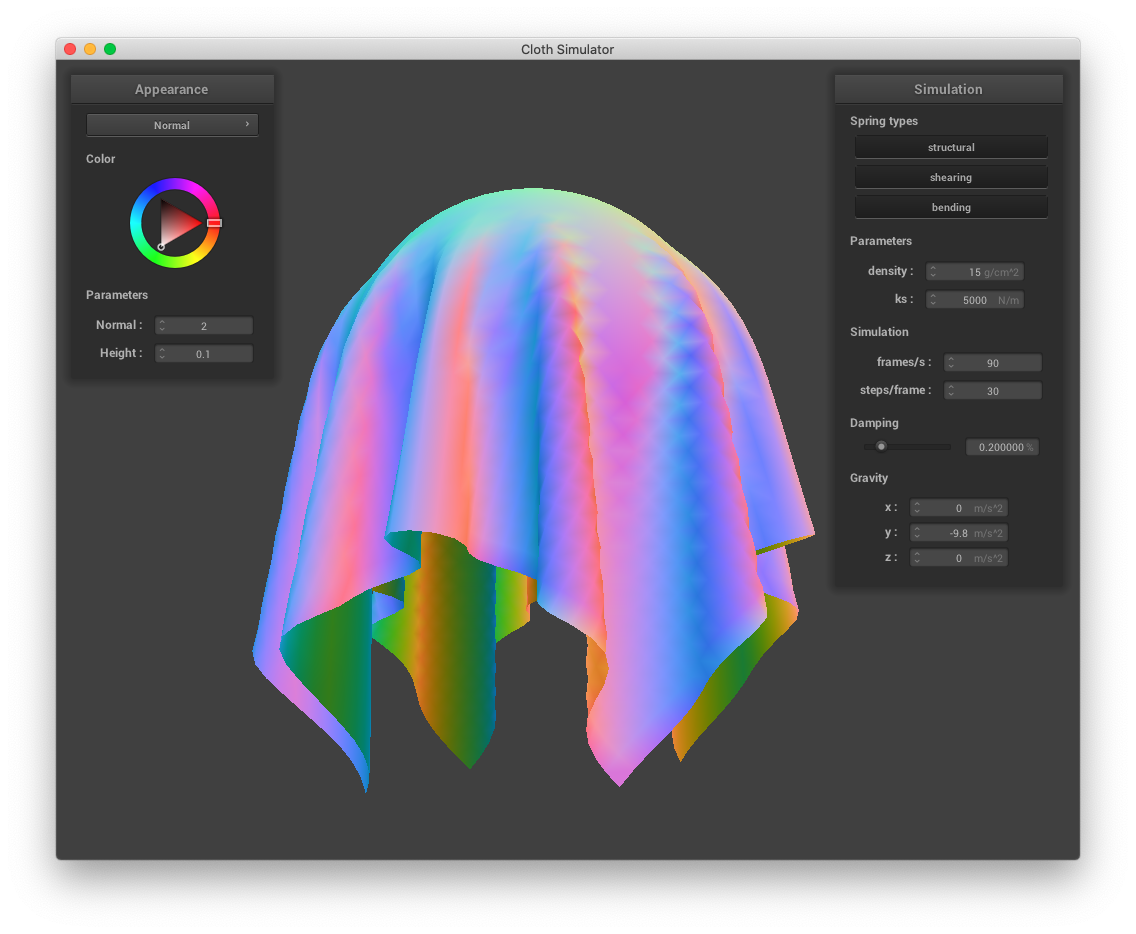 Cloth Simulator
Appearance
Normal
Color
Parameters
Normal : 2
Height : 0.1
Simulation
Spring types
structural
shearing
bending
Parameters
density : 15 g/cm^2
ks : 5000 N/m
Simulation
frames/s : 90
steps/frame : 30
Damping
0.200000 %
Gravity
x : 0 m/s^2
y : -9.8 m/s^2
z : 0 m/s^2